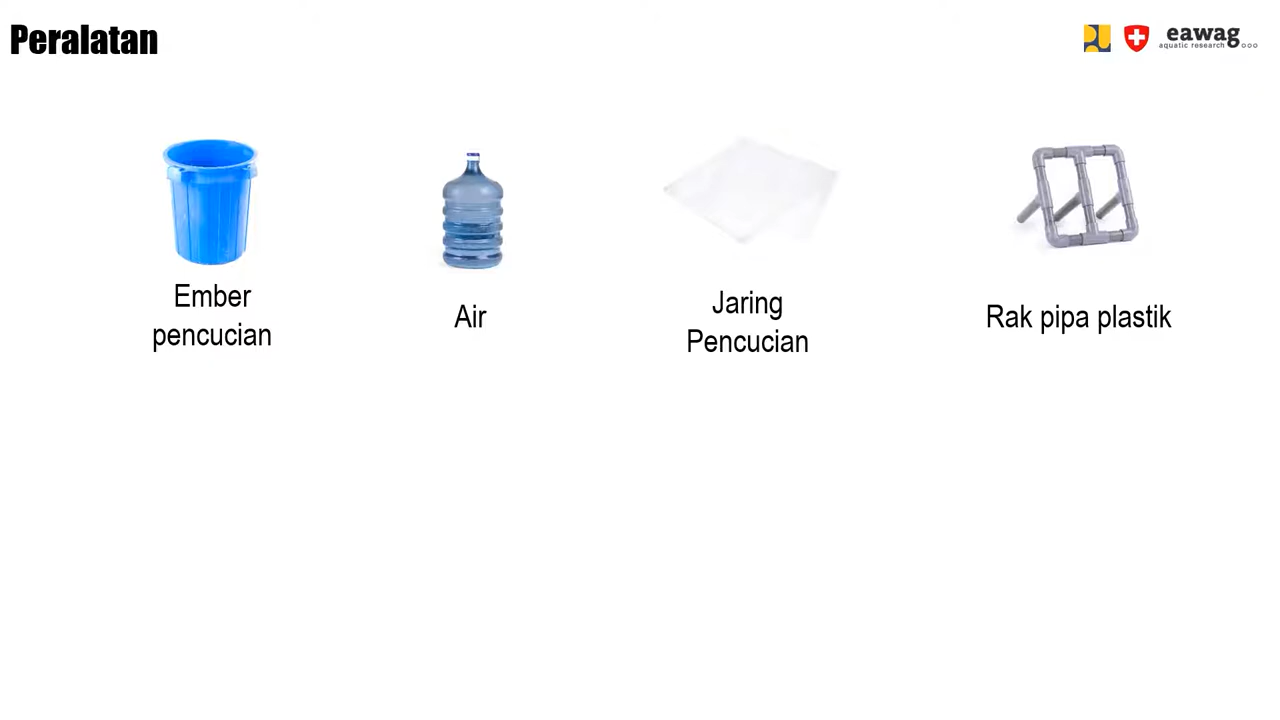 Peralatan
eawag
aquatic research
Ember
pencucian
Air
Jaring
Pencucian
Rak pipa plastik